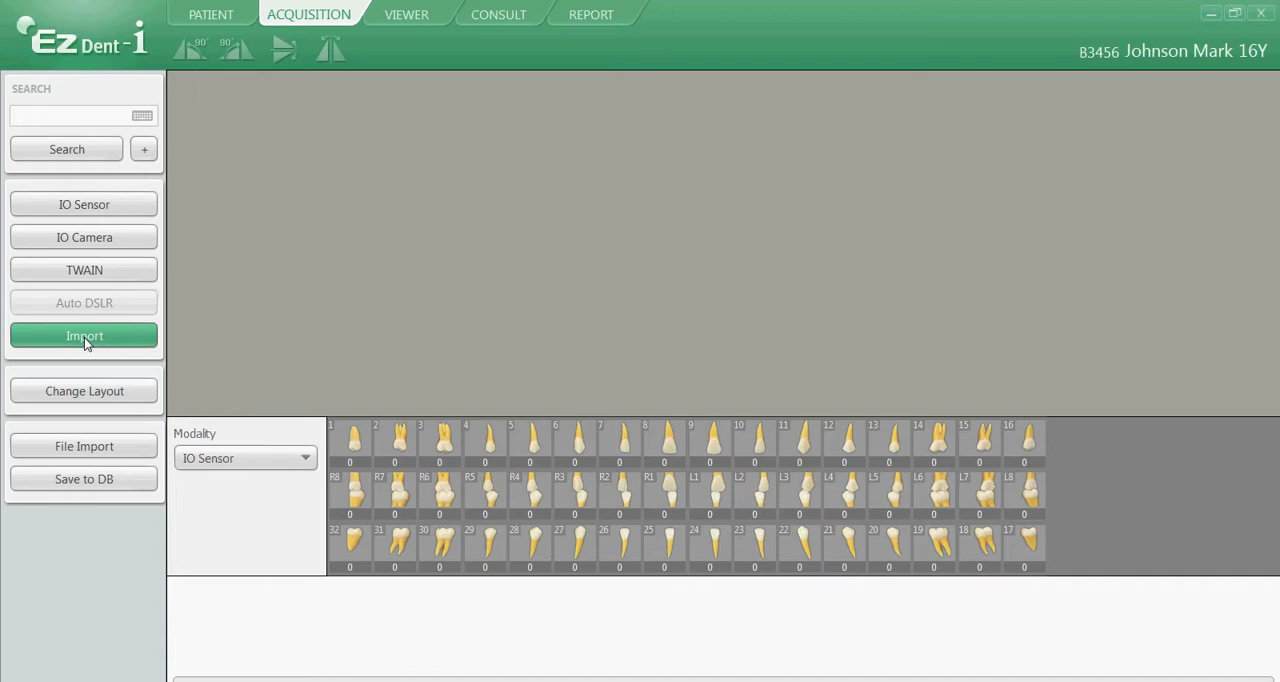 PATIENT ACQUISITION VIEWER CONSULT REPORT
Ez Dent-i
90° 90°
B3456 Johnson Mark 16Y
SEARCH
Search +
IO Sensor
IO Camera
TWAIN
Auto DSLR
Import
Change Layout
File Import
Save to DB
Modality
IO Sensor
1 2 3 4 5 6 7 8 9 10 11 12 13 14 15 16
0 0 0 0 0 0 0 0 0 0 0 0 0 0 0 0
R8 R7 R6 R5 R4 R3 R2 R1 L1 L2 L3 L4 L5 L6 L7 L8
0 0 0 0 0 0 0 0 0 0 0 0 0 0 0 0
32 31 30 29 28 27 26 25 24 23 22 21 20 19 18 17
0 0 0 0 0 0 0 0 0 0 0 0 0 0 0 0